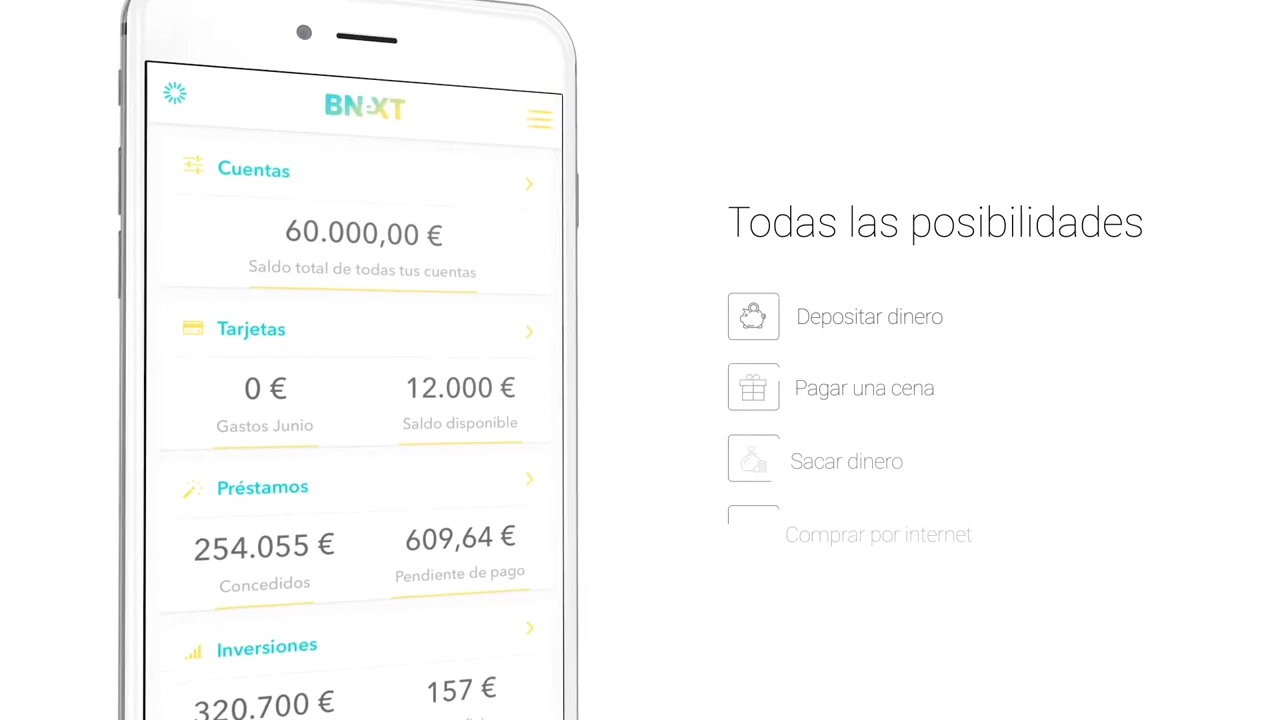 BNEXT
Cuentas
60.000,00 €
Saldo total de todas tus cuentas
Tarjetas
0 €
12.000 €
Gastos Junio
Saldo disponible
Préstamos
254.055 €
609,64 €
Concedidos
Pendiente de pago
Inversiones
320.700 €
157 €
Todas las posibilidades
Depositar dinero
Pagar una cena
Sacar dinero
Comprar por internet